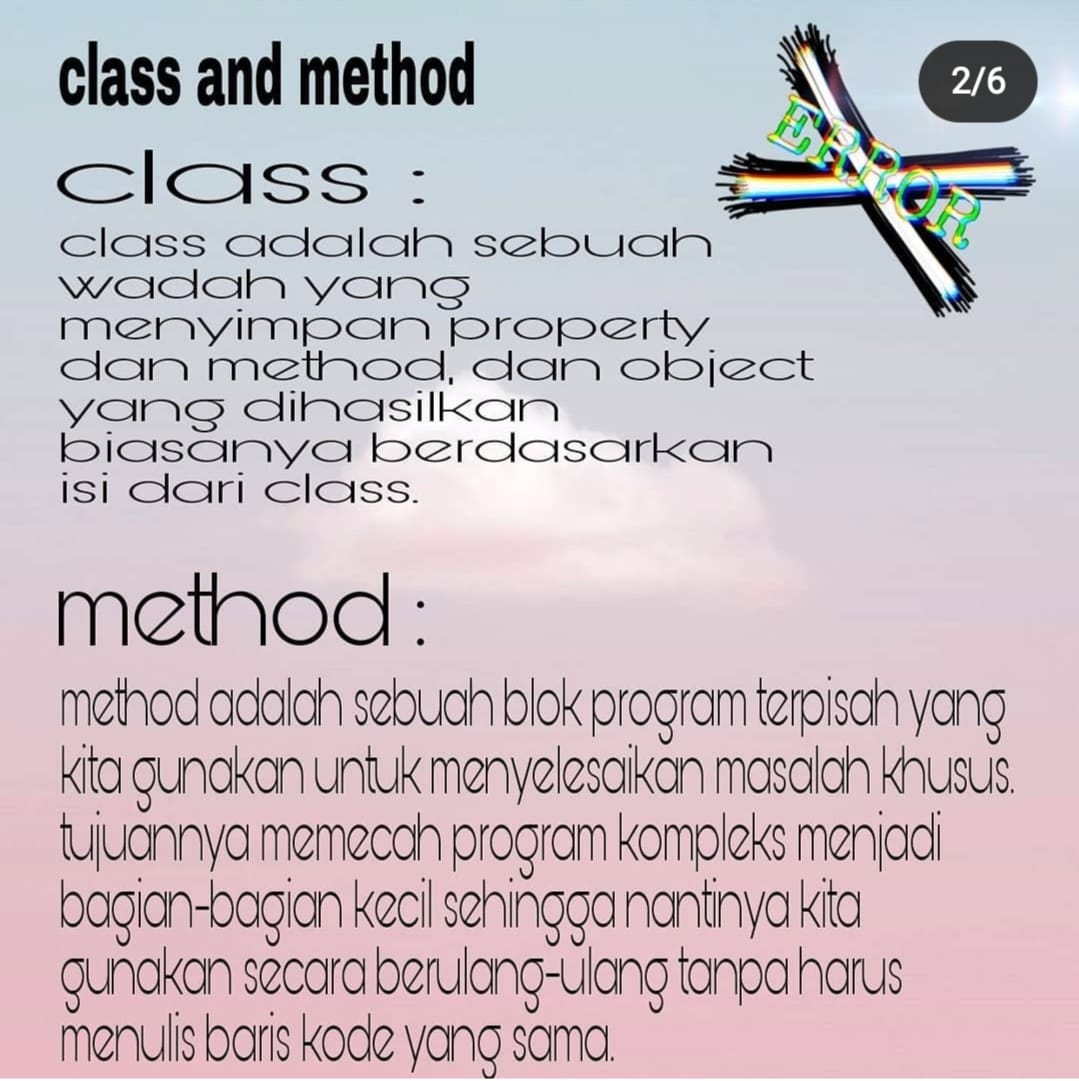 class and method
2/6
ERROR
class :
class adalah sebuah
wadah yang
menyimpan property
dan method, dan object
yang dihasilkan
biasanya berdasarkan
isi dari class.
method :
method adalah sebuah blok program terpisah yang
kita gunakan untuk menyelesaikan masalah khusus.
tujuannya memecah program kompleks menjadi
bagian-bagian kecil sehingga nantinya kita
gunakan secara berulang-ulang tanpa harus
menulis baris kode yang sama.